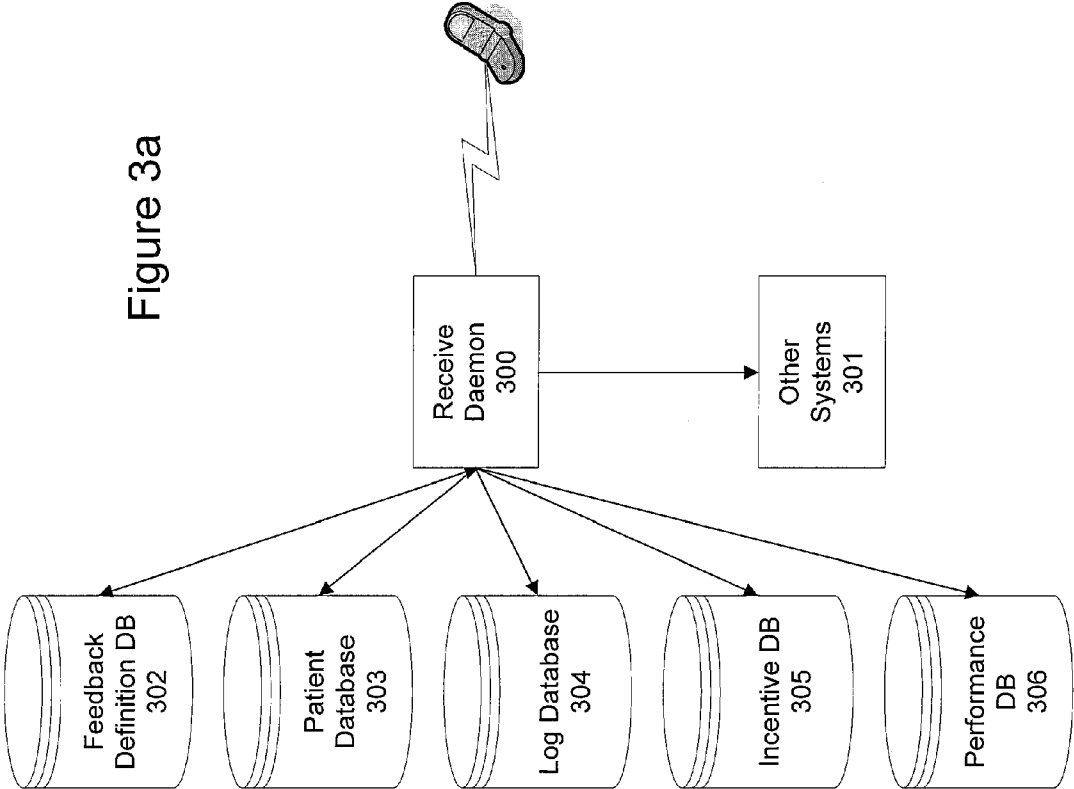 Figure 3a
Receive
Daemon
300
Other
Systems
301
Feedback
Definition DB
302
Patient
Database
303
Log Database
304
Incentive DB
305
Performance
DB
306